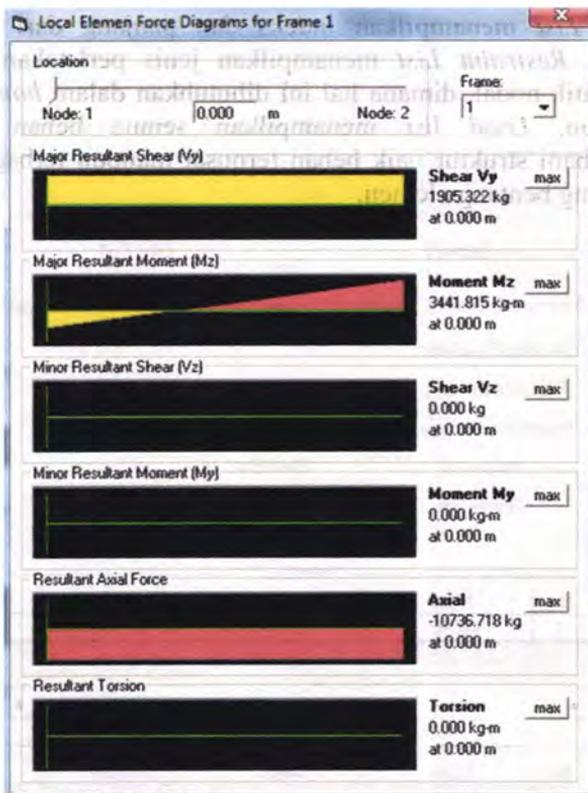 Local Elemen Force Diagrams for Frame 1
Location
Node: 1 0.000 m Node: 2
Frame:
1
Major Resultant Shear (Vy)
Shear Vy max
1905.322 kg
at 0.000 m
Major Resultant Moment (Mz)
Moment Mz max
3441.815 kg-m
at 0.000 m
Minor Resultant Shear (Vz)
Shear Vz max
0.000 kg
at 0.000 m
Minor Resultant Moment (My)
Moment My max
0.000 kg-m
at 0.000 m
Resultant Axial Force
Axial max
-10736.718 kg
at 0.000 m
Resultant Torsion
Torsion max
0.000 kg-m
at 0.000 m